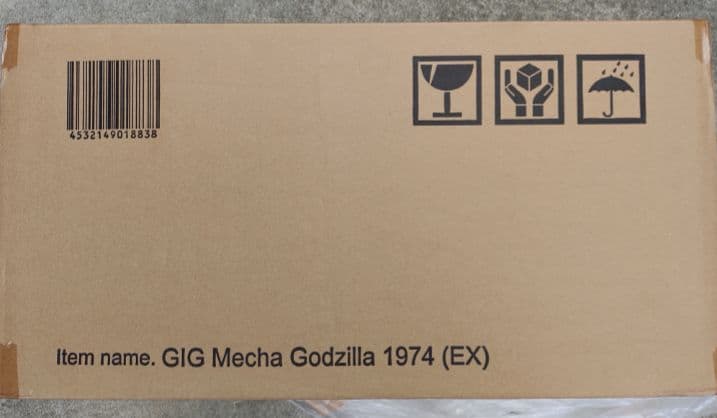 4532149018838
Item name. GIG Mecha Godzilla 1974 (EX)